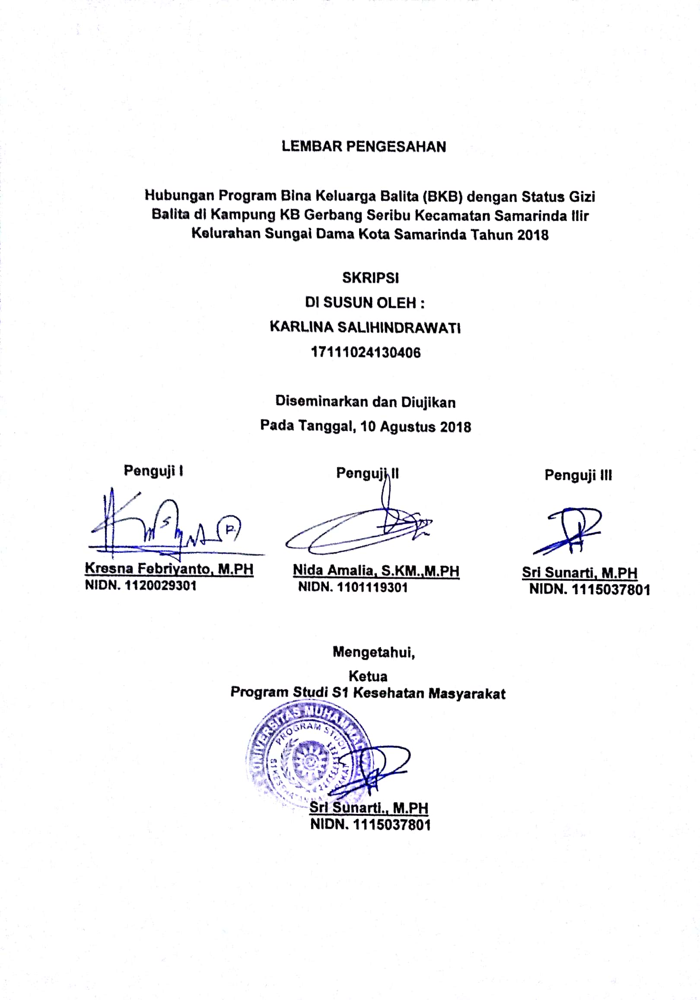 LEMBAR PENGESAHAN
Hubungan Program Bina Keluarga Balita (BKB) dengan Status Gizi
Balita di Kampung KB Gerbang Seribu Kecamatan Samarinda Ilir
Kelurahan Sungai Dama Kota Samarinda Tahun 2018
SKRIPSI
DI SUSUN OLEH :
KARLINA SALIHINDRAWATI
17111024130406
Diseminarkan dan Diujikan
Pada Tanggal, 10 Agustus 2018
Penguji I
Penguji II
Penguji III
Kresna Febriyanto, M.PH
NIDN. 1120029301
Nida Amalia, S.KM.,M.PH
NIDN. 1101119301
Sri Sunarti, M.PH
NIDN. 1115037801
Mengetahui,
Ketua
Program Studi S1 Kesehatan Masyarakat
UNIVERSITAS
PROGRAM STUDI
Sri Sunarti., M.PH
NIDN. 1115037801